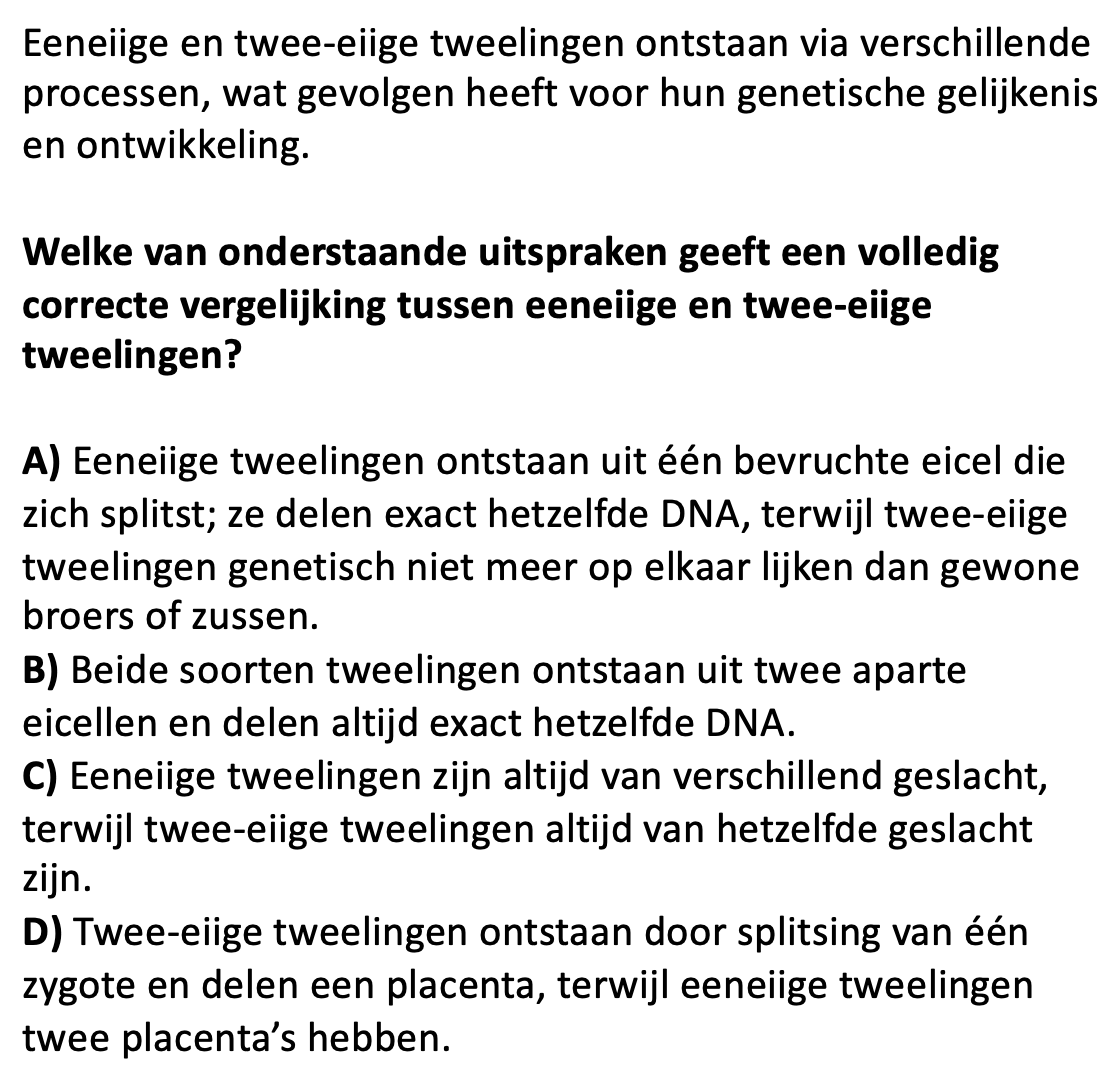 Eeneiige en twee-eiige tweelingen ontstaan via verschillende
processen, wat gevolgen heeft voor hun genetische gelijkenis
en ontwikkeling.
Welke van onderstaande uitspraken geeft een volledig
correcte vergelijking tussen eeneiige en twee-eiige
tweelingen?
A) Eeneiige tweelingen ontstaan uit één bevruchte eicel die
zich splitst; ze delen exact hetzelfde DNA, terwijl twee-eiige
tweelingen genetisch niet meer op elkaar lijken dan gewone
broers of zussen.
B) Beide soorten tweelingen ontstaan uit twee aparte
eicellen en delen altijd exact hetzelfde DNA.
C) Eeneiige tweelingen zijn altijd van verschillend geslacht,
terwijl twee-eiige tweelingen altijd van hetzelfde geslacht
zijn.
D) Twee-eiige tweelingen ontstaan door splitsing van één
zygote en delen een placenta, terwijl eeneiige tweelingen
twee placenta’s hebben.